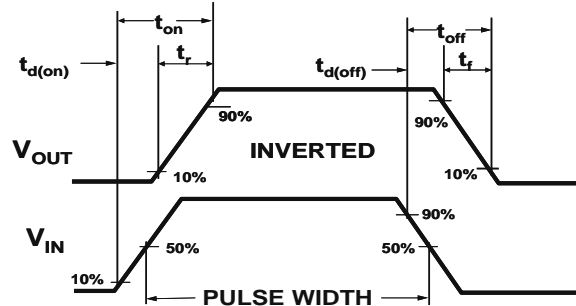 t_on t_off
t_d(on) t_r t_d(off) t_f
90% 90%
V_OUT INVERTED
10% 10%
90%
V_IN 50% 50%
10%
PULSE WIDTH